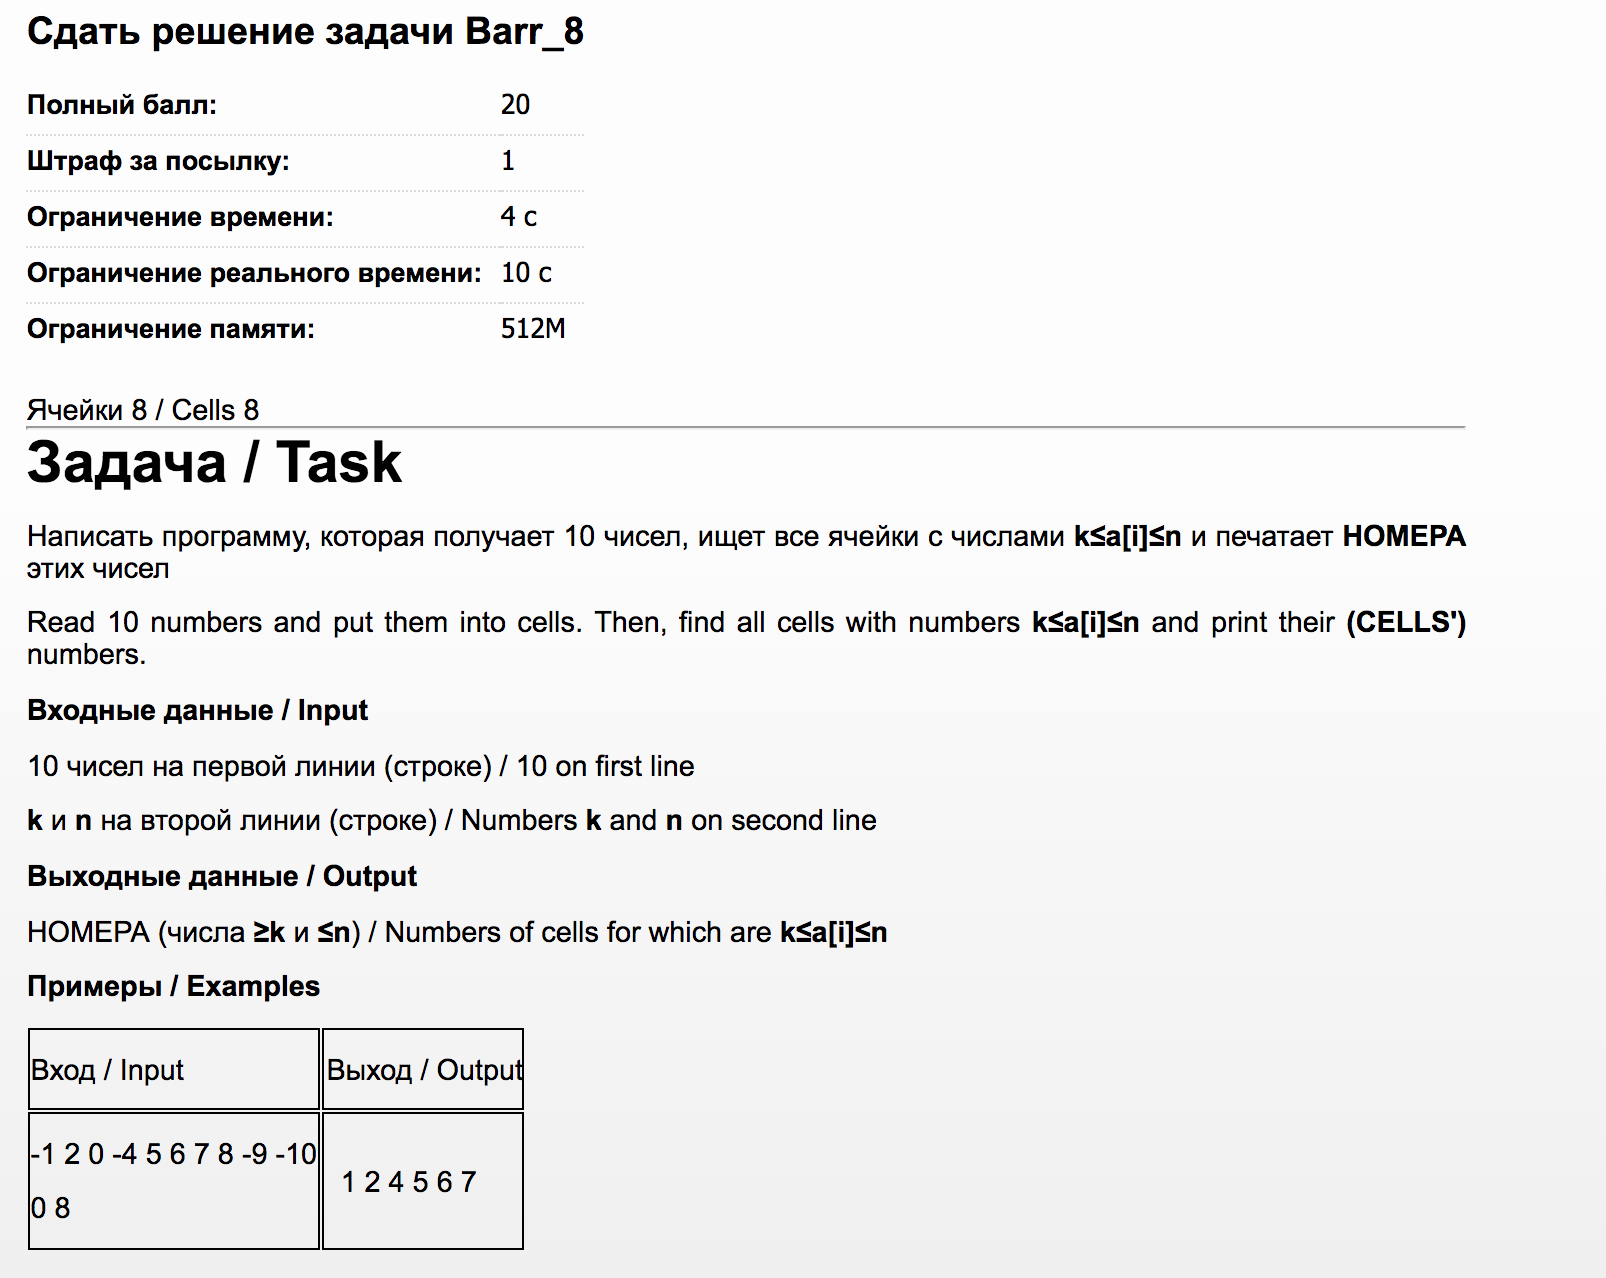 Сдать решение задачи Barr_8
Полный балл: 20
Штраф за посылку: 1
Ограничение времени: 4 с
Ограничение реального времени: 10 с
Ограничение памяти: 512M
Ячейки 8 / Cells 8
Задача / Task
Написать программу, которая получает 10 чисел, ищет все ячейки с числами k≤a[i]≤n и печатает НОМЕРА
этих чисел
Read 10 numbers and put them into cells. Then, find all cells with numbers k≤a[i]≤n and print their (CELLS')
numbers.
Входные данные / Input
10 чисел на первой линии (строке) / 10 on first line
k и n на второй линии (строке) / Numbers k and n on second line
Выходные данные / Output
НОМЕРА (числа ≥k и ≤n) / Numbers of cells for which are k≤a[i]≤n
Примеры / Examples
Вход / Input Выход / Output
-1 2 0 -4 5 6 7 8 -9 -10
0 8
1 2 4 5 6 7